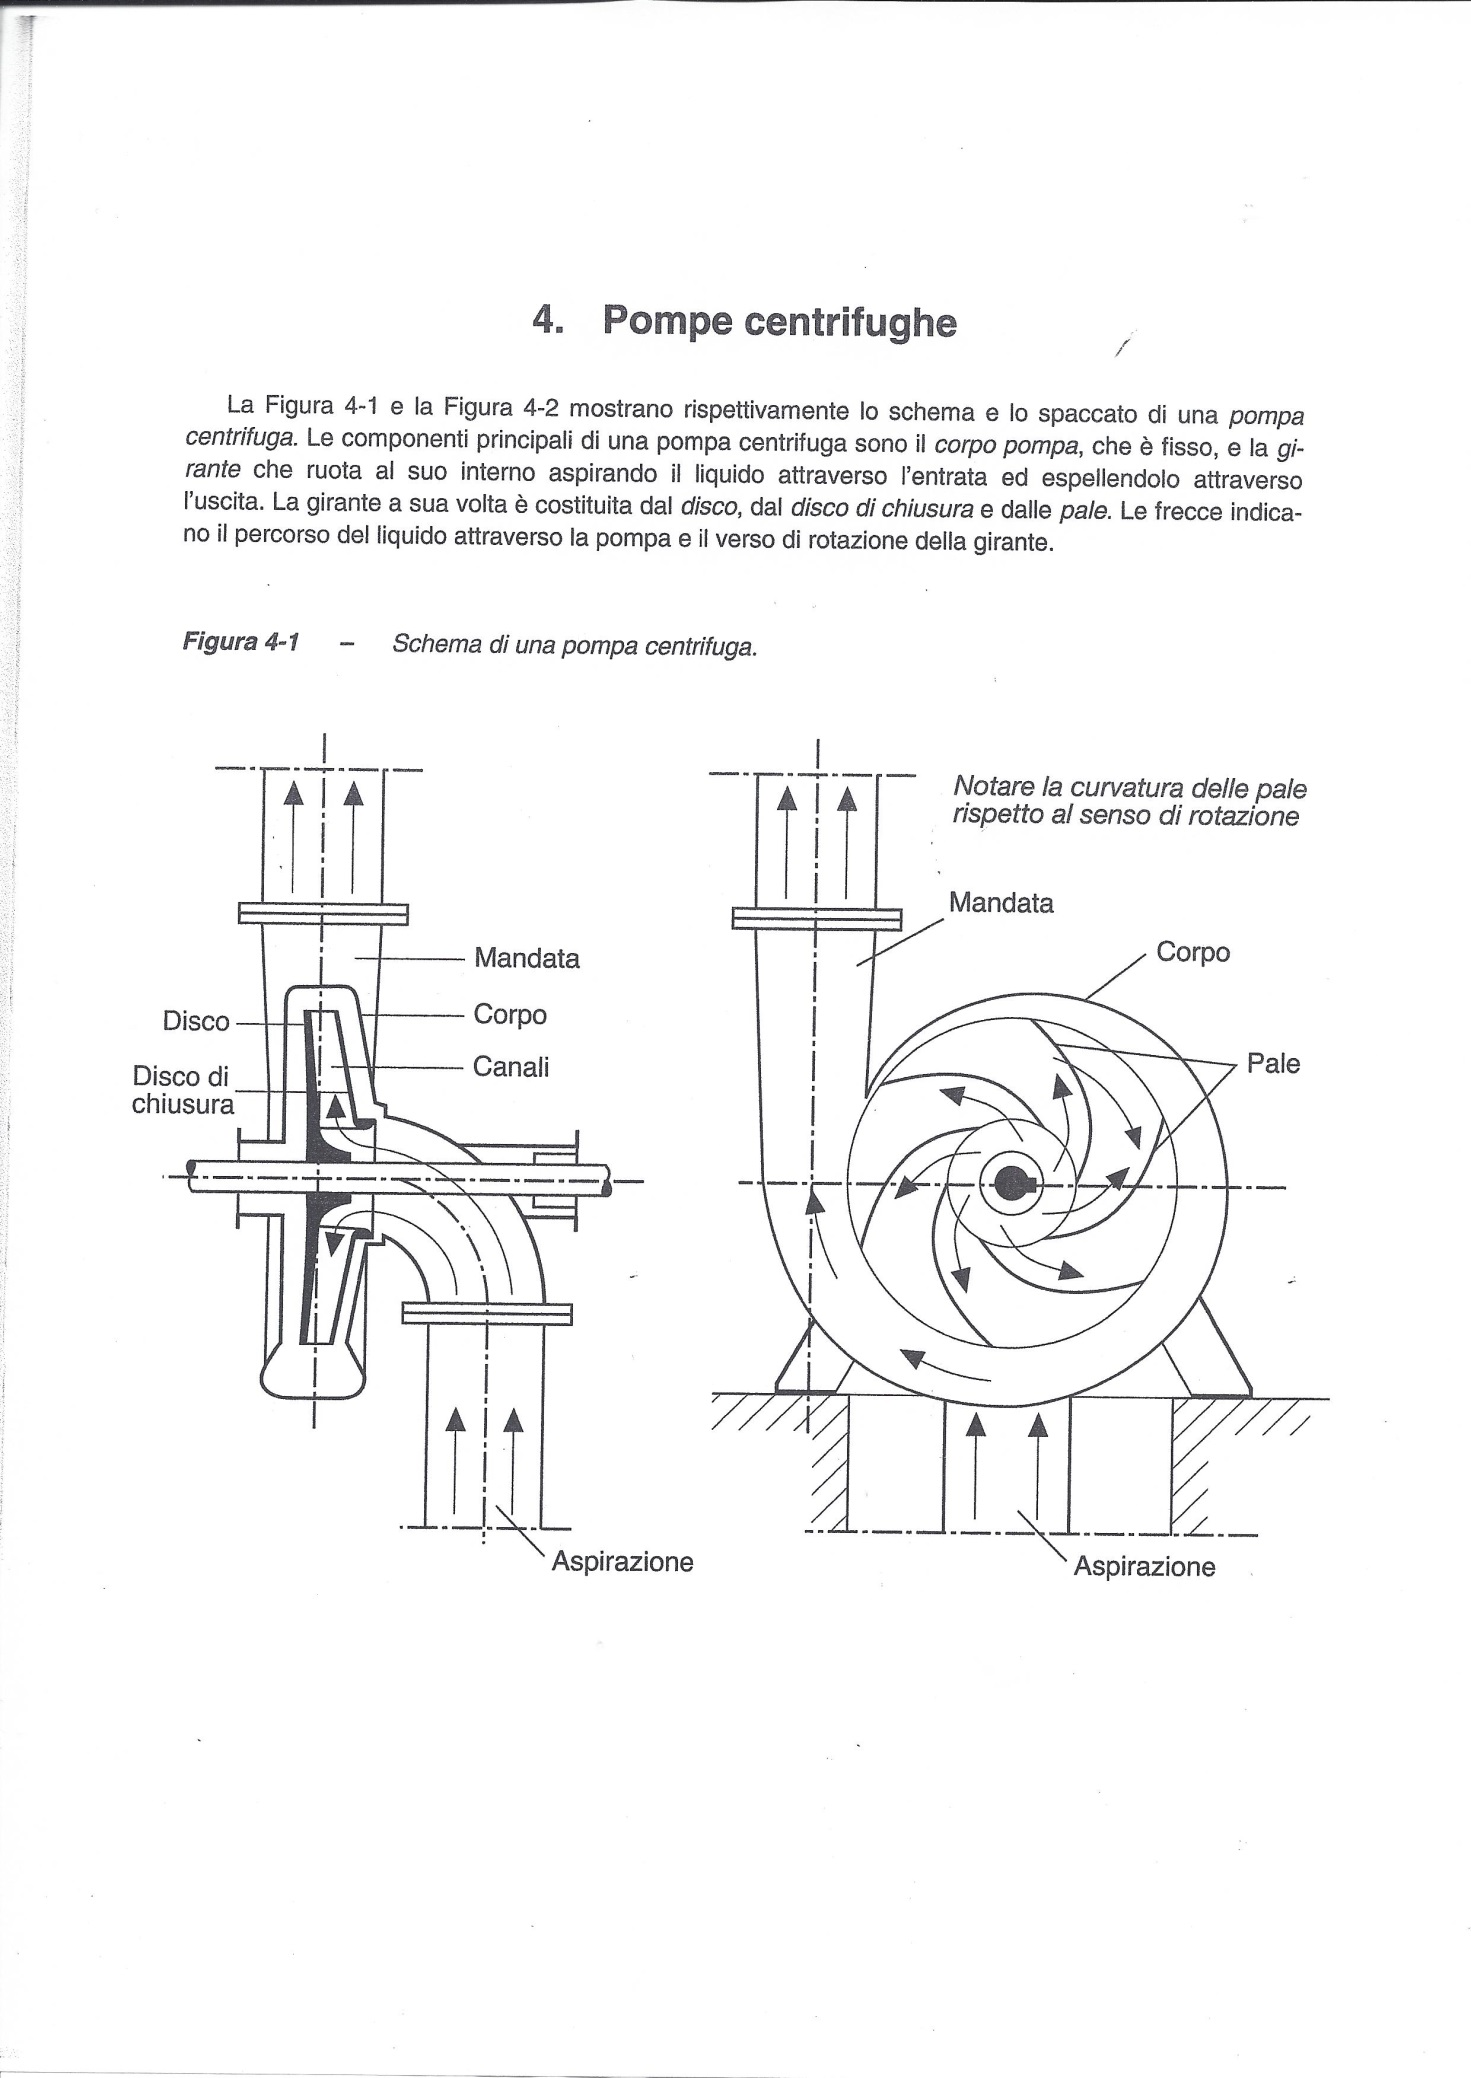 4. Pompe centrifughe
La Figura 4-1 e la Figura 4-2 mostrano rispettivamente lo schema e lo spaccato di una pompa
centrifuga. Le componenti principali di una pompa centrifuga sono il corpo pompa, che è fisso, e la gi-
rante che ruota al suo interno aspirando il liquido attraverso l'entrata ed espellendolo attraverso
l'uscita. La girante a sua volta è costituita dal disco, dal disco di chiusura e dalle pale. Le frecce indica-
no il percorso del liquido attraverso la pompa e il verso di rotazione della girante.
Figura 4-1 – Schema di una pompa centrifuga.
Mandata
Disco
Corpo
Canali
Disco di
chiusura
Aspirazione
Notare la curvatura delle pale
rispetto al senso di rotazione
Mandata
Corpo
Pale
Aspirazione